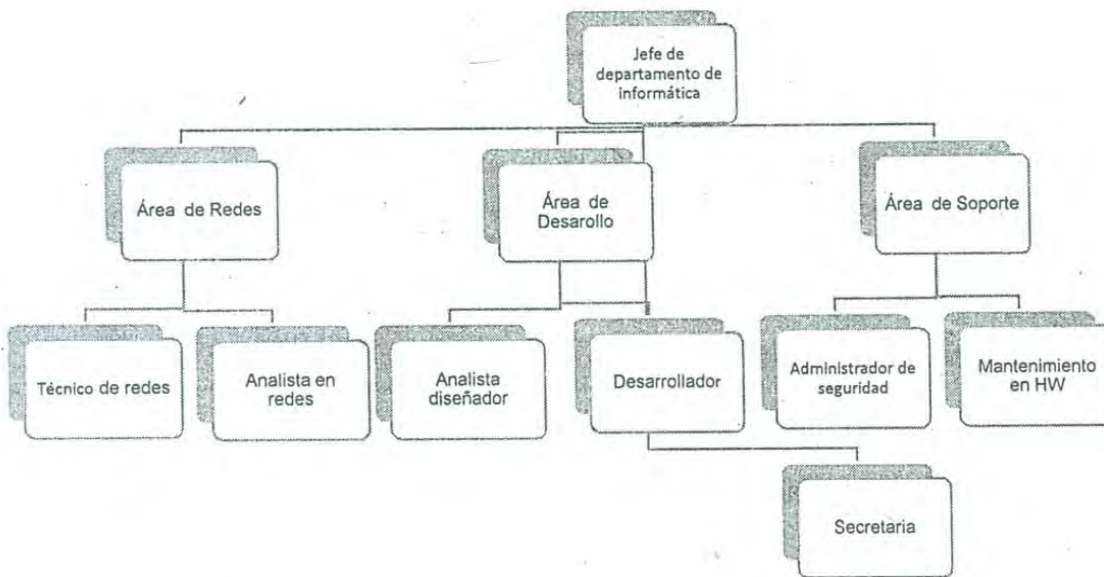 Jefe de
departamento de
informática
Área de Redes
Área de
Desarollo
Área de Soporte
Técnico de redes
Analista en
redes
Analista
diseñador
Desarrollador
Administrador de
seguridad
Mantenimiento
en HW
Secretaria